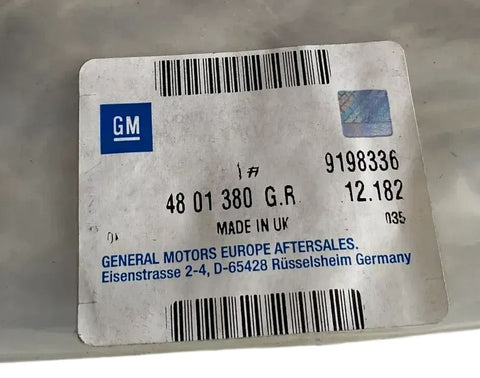 GM
1#
9198336
48 01 380 G.R
12.182
MADE IN UK
035
GENERAL MOTORS EUROPE AFTERSALES.
Eisenstrasse 2-4, D-65428 Rüsselsheim Germany